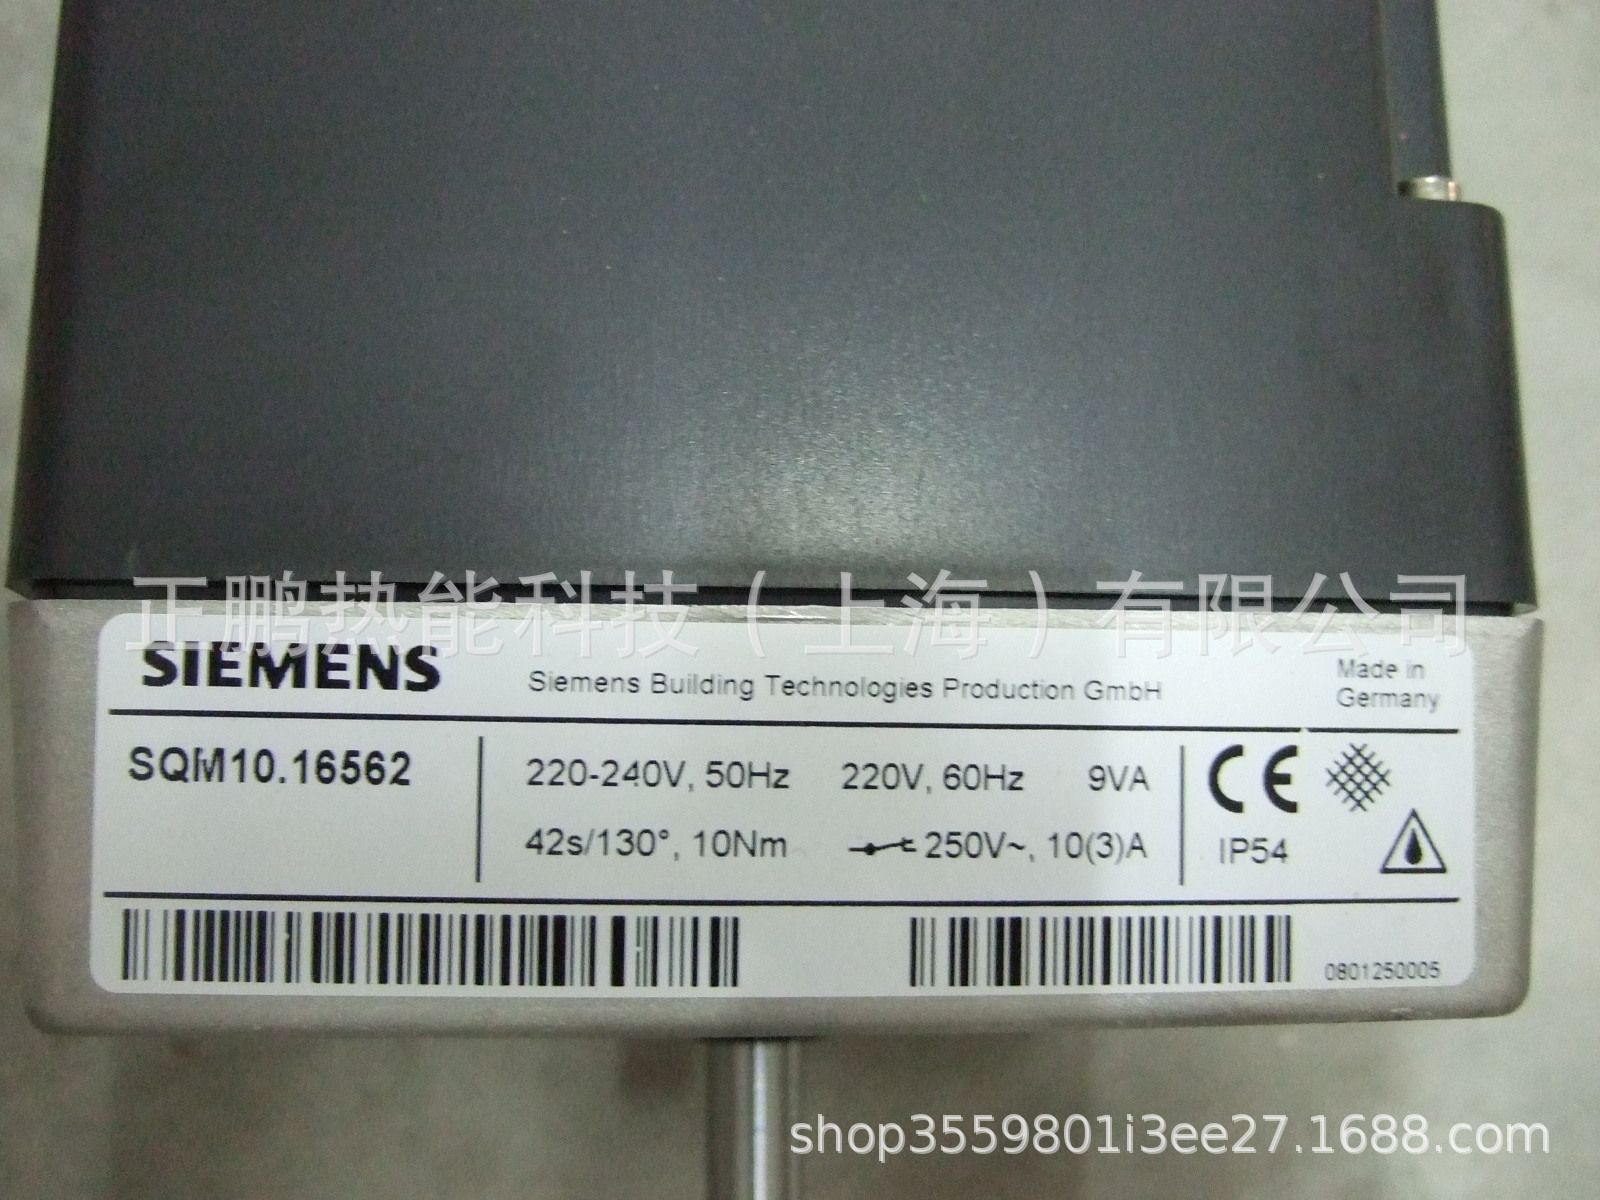 正鹏热能科技（上海）有限公司
SIEMENS
Siemens Building Technologies Production GmbH
Made in
Germany
SQM10.16562
220-240V, 50Hz 220V, 60Hz 9VA
42s/130°, 10Nm 250V~, 10(3)A
CE
IP54
0801250005
shop3559801i3ee27.1688.com